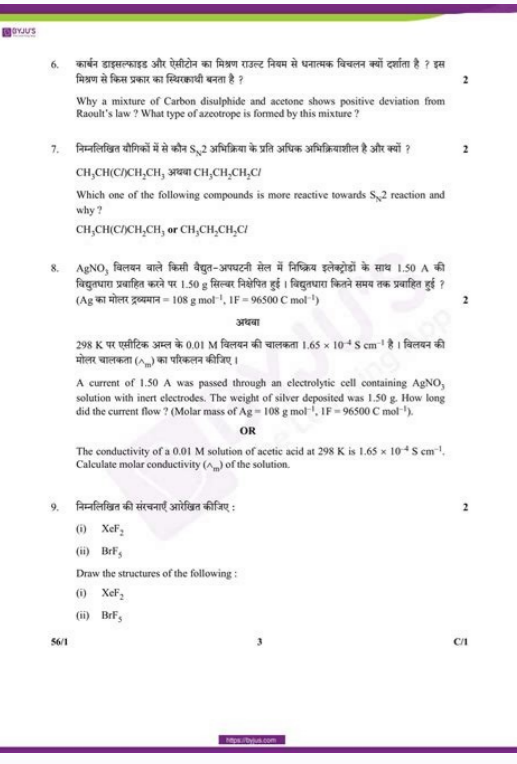 BYJU'S
6. कार्बन डाइसल्फाइड और ऐसीटोन का मिश्रण राउल्ट नियम से धनात्मक विचलन क्यों दर्शाता है ? इस
मिश्रण से किस प्रकार का स्थिरक्वाथी बनता है ? 2
Why a mixture of Carbon disulphide and acetone shows positive deviation from
Raoult's law ? What type of azeotrope is formed by this mixture ?
7. निम्नलिखित यौगिकों में से कौन S_N2 अभिक्रिया के प्रति अधिक अभिक्रियाशील है और क्यों ? 2
CH₃CH(Cl)CH₂CH₃ अथवा CH₃CH₂CH₂Cl
Which one of the following compounds is more reactive towards S_N2 reaction and
why ?
CH₃CH(Cl)CH₂CH₃ or CH₃CH₂CH₂Cl
8. AgNO₃ विलयन वाले किसी वैद्युत-अपघटनी सेल में निष्क्रिय इलेक्ट्रोडों के साथ 1.50 A की
विद्युतधारा प्रवाहित करने पर 1.50 g सिल्वर निक्षेपित हुई । विद्युतधारा कितने समय तक प्रवाहित हुई ?
(Ag का मोलर द्रव्यमान = 108 g mol⁻¹, 1F = 96500 C mol⁻¹) 2
अथवा
298 K पर एसीटिक अम्ल के 0.01 M विलयन की चालकता 1.65 × 10⁻⁴ S cm⁻¹ है । विलयन की
मोलर चालकता (∧ₘ) का परिकलन कीजिए ।
A current of 1.50 A was passed through an electrolytic cell containing AgNO₃
solution with inert electrodes. The weight of silver deposited was 1.50 g. How long
did the current flow ? (Molar mass of Ag = 108 g mol⁻¹, 1F = 96500 C mol⁻¹).
OR
The conductivity of a 0.01 M solution of acetic acid at 298 K is 1.65 × 10⁻⁴ S cm⁻¹.
Calculate molar conductivity (∧ₘ) of the solution.
9. निम्नलिखित की संरचनाएँ आरेखित कीजिए : 2
(i) XeF₂
(ii) BrF₅
Draw the structures of the following :
(i) XeF₂
(ii) BrF₅
56/1 3 C/1
https://byjus.com